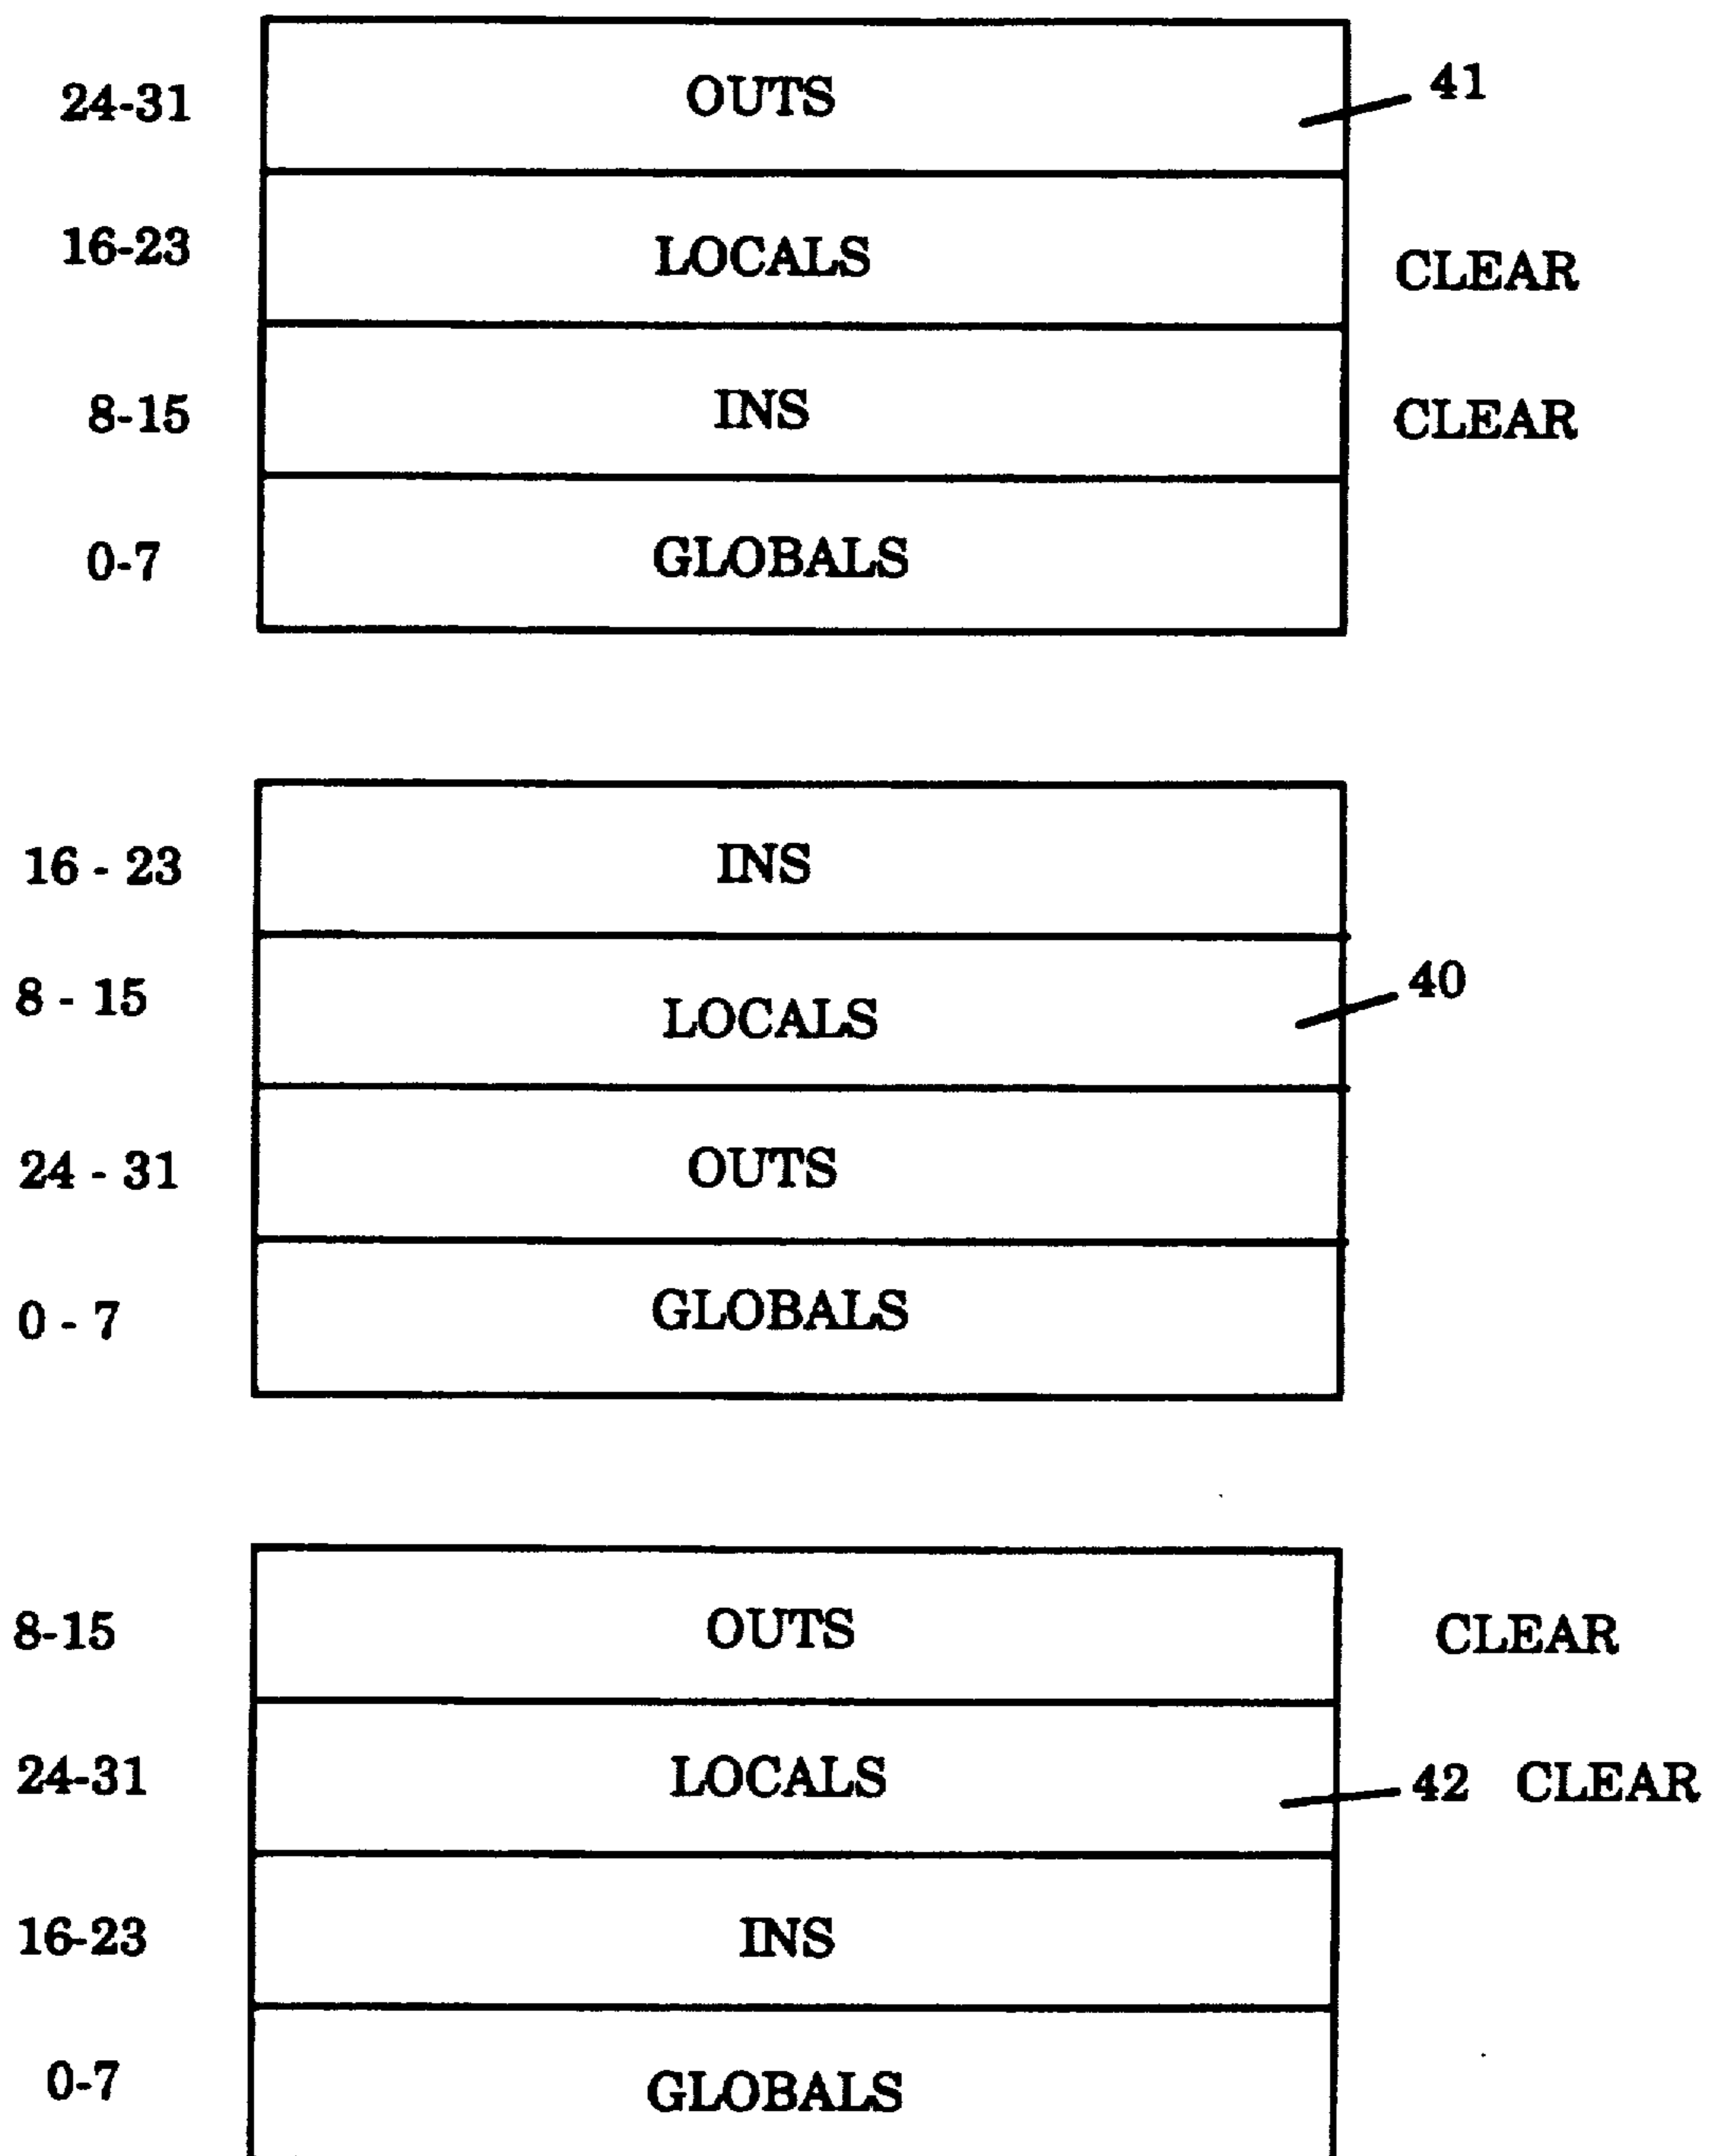 24-31 OUTS 41
16-23 LOCALS CLEAR
8-15 INS CLEAR
0-7 GLOBALS
16 - 23 INS
8 - 15 LOCALS 40
24 - 31 OUTS
0 - 7 GLOBALS
8-15 OUTS CLEAR
24-31 LOCALS 42 CLEAR
16-23 INS
0-7 GLOBALS